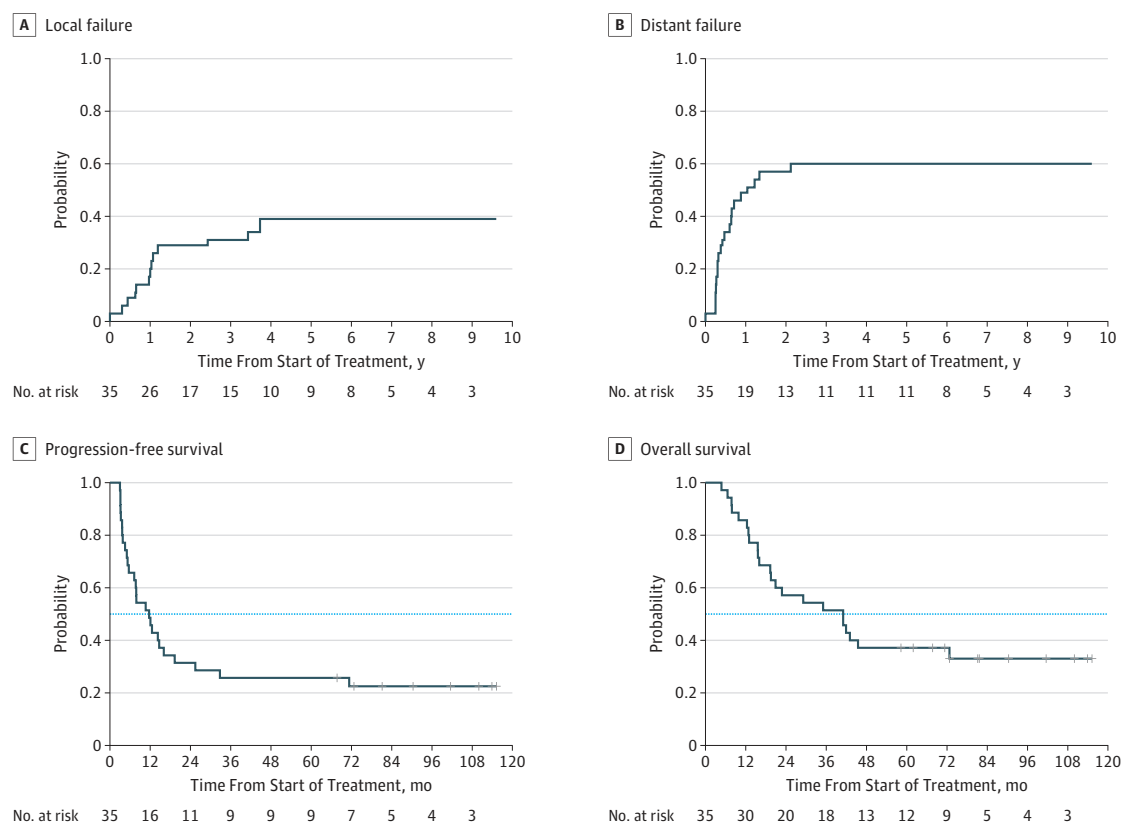 A Local failure
1.0
0.8
0.6
0.4
0.2
0
Probability
0 1 2 3 4 5 6 7 8 9 10
Time From Start of Treatment, y
No. at risk 35 26 17 15 10 9 8 5 4 3
B Distant failure
1.0
0.8
0.6
0.4
0.2
0
Probability
0 1 2 3 4 5 6 7 8 9 10
Time From Start of Treatment, y
No. at risk 35 19 13 11 11 11 8 5 4 3
C Progression-free survival
1.0
0.8
0.6
0.4
0.2
0
Probability
0 12 24 36 48 60 72 84 96 108 120
Time From Start of Treatment, mo
No. at risk 35 16 11 9 9 9 7 5 4 3
D Overall survival
1.0
0.8
0.6
0.4
0.2
0
Probability
0 12 24 36 48 60 72 84 96 108 120
Time From Start of Treatment, mo
No. at risk 35 30 20 18 13 12 9 5 4 3